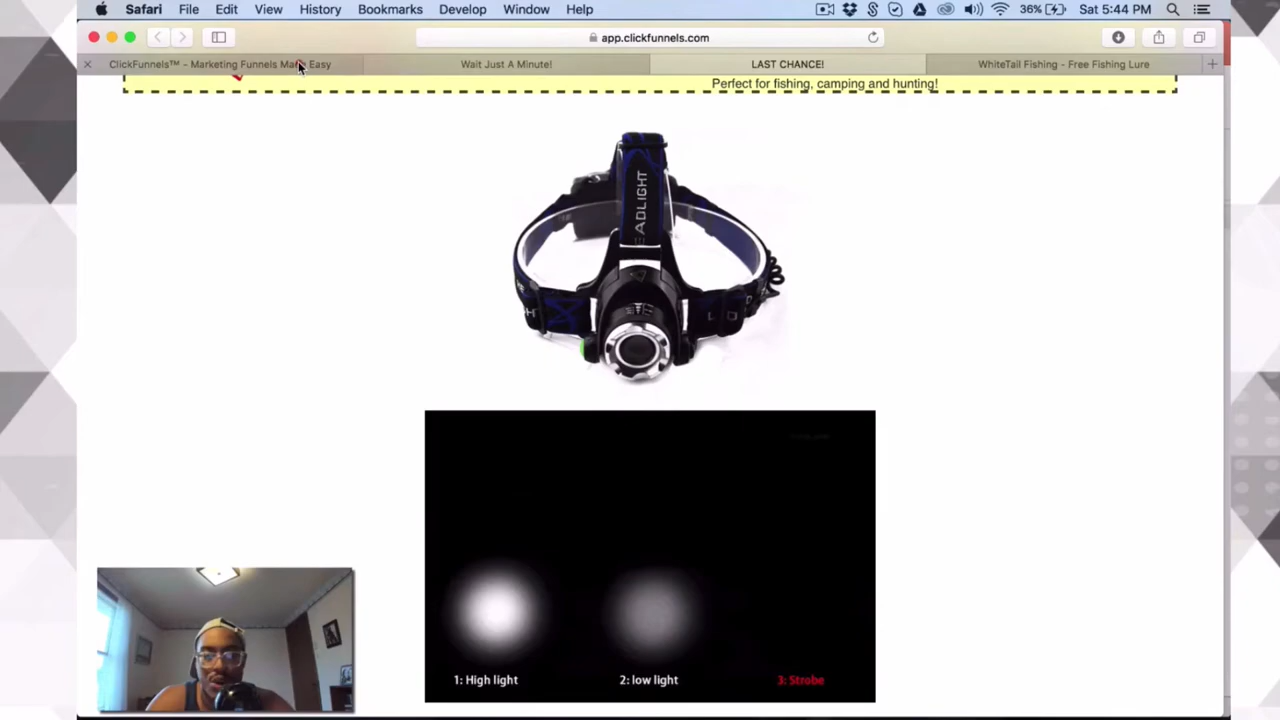 Safari File Edit View History Bookmarks Develop Window Help 36% Sat 5:44 PM
app.clickfunnels.com
ClickFunnels™ - Marketing Funnels Made Easy Wait Just A Minute! LAST CHANCE! WhiteTail Fishing - Free Fishing Lure
Perfect for fishing, camping and hunting!
EADLIGHT
1: High light 2: low light 3: Strobe